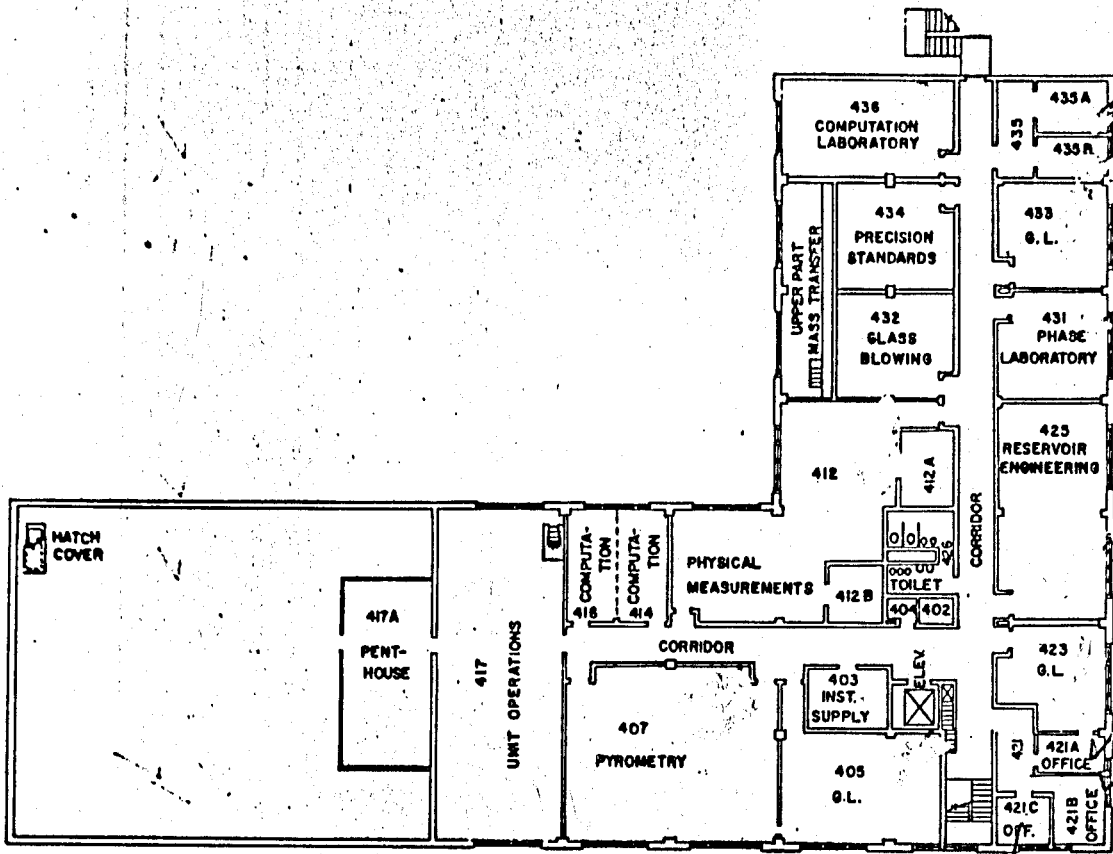 436
COMPUTATION
LABORATORY
435
435A
435R
434
PRECISION
STANDARDS
433
G.L.
UPPER PART
MASS TRANSFER
432
GLASS
BLOWING
431
PHASE
LABORATORY
412
412A
CORRIDOR
425
RESERVOIR
ENGINEERING
HATCH
COVER
417A
PENT-
HOUSE
417
UNIT OPERATIONS
COMPUTA-
TION
416
COMPUTA-
TION
414
PHYSICAL
MEASUREMENTS
412B
426
TOILET
404
402
CORRIDOR
407
PYROMETRY
403
INST.
SUPPLY
ELEV.
405
G.L.
423
G.L.
421
421A
OFFICE
421B
OFFICE
421C
OFF.